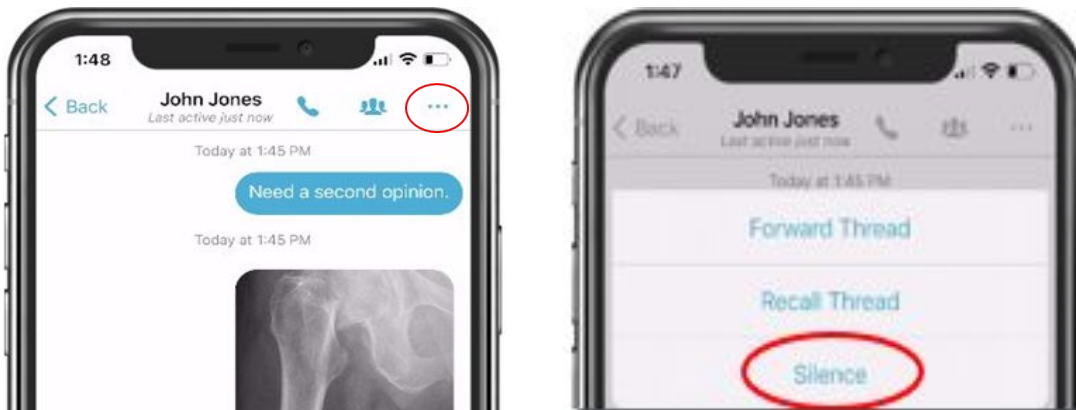 1:48
Back
John Jones
Last active just now
Today at 1:45 PM
Need a second opinion.
Today at 1:45 PM
1:47
Back
John Jones
Last active just now
Today at 1:45 PM
Forward Thread
Recall Thread
Silence